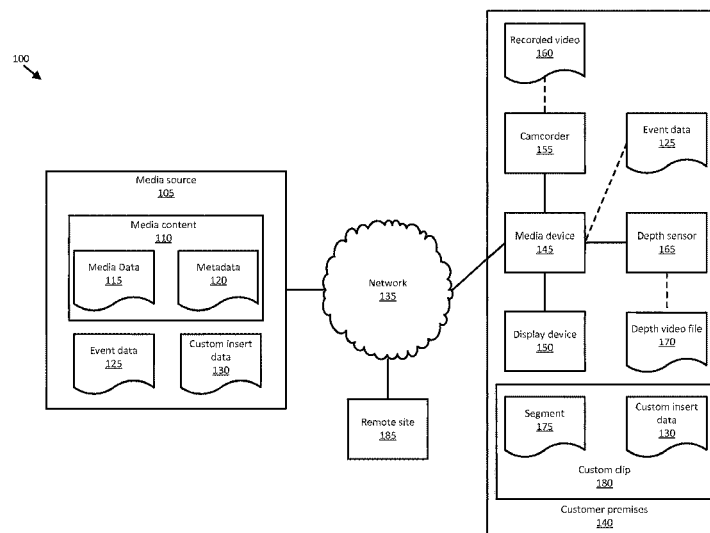 100
Media source
105
Media content
110
Media Data
115
Metadata
120
Event data
125
Custom insert
data
130
Network
135
Remote site
185
Recorded video
160
Camcorder
155
Event data
125
Media device
145
Depth sensor
165
Display device
150
Depth video file
170
Segment
175
Custom insert
data
130
Custom clip
180
Customer premises
140